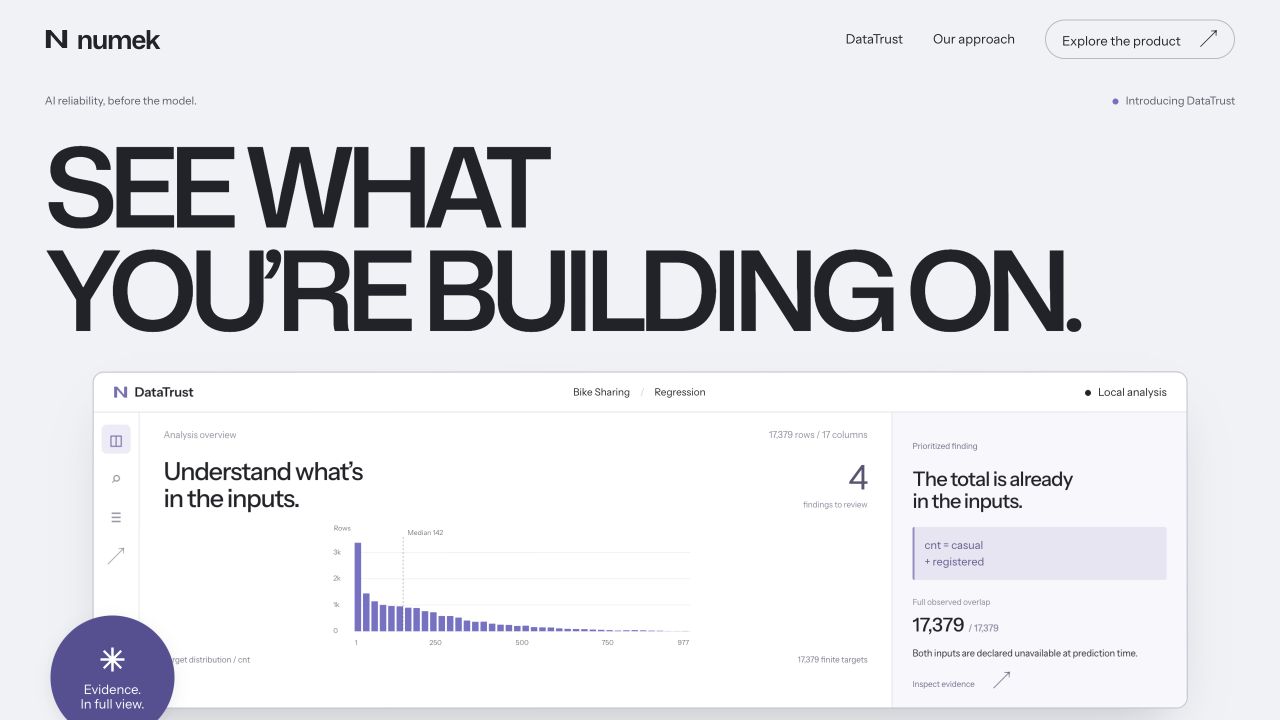 numek
DataTrust
Our approach
Explore the product
AI reliability, before the model.
Introducing DataTrust
SEE WHAT
YOU’RE BUILDING ON.
DataTrust
Bike Sharing / Regression
Local analysis
Analysis overview
17,379 rows / 17 columns
Understand what’s
in the inputs.
4
findings to review
Rows
Median 142
3k
2k
1k
0
1
250
500
750
977
rget distribution / cnt
17,379 finite targets
Prioritized finding
The total is already
in the inputs.
cnt = casual
+ registered
Full observed overlap
17,379 / 17,379
Both inputs are declared unavailable at prediction time.
Inspect evidence
Evidence.
In full view.